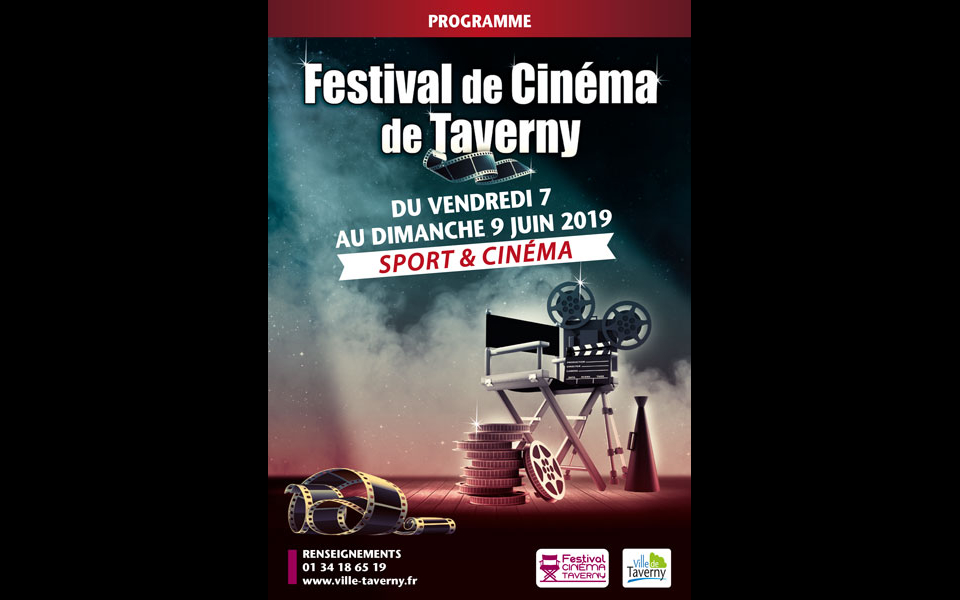 PROGRAMME
Festival de Cinéma
de Taverny
DU VENDREDI 7
AU DIMANCHE 9 JUIN 2019
SPORT & CINÉMA
RENSEIGNEMENTS
01 34 18 65 19
www.ville-taverny.fr
Festival
CINÉMA
TAVERNY
Ville de
Taverny